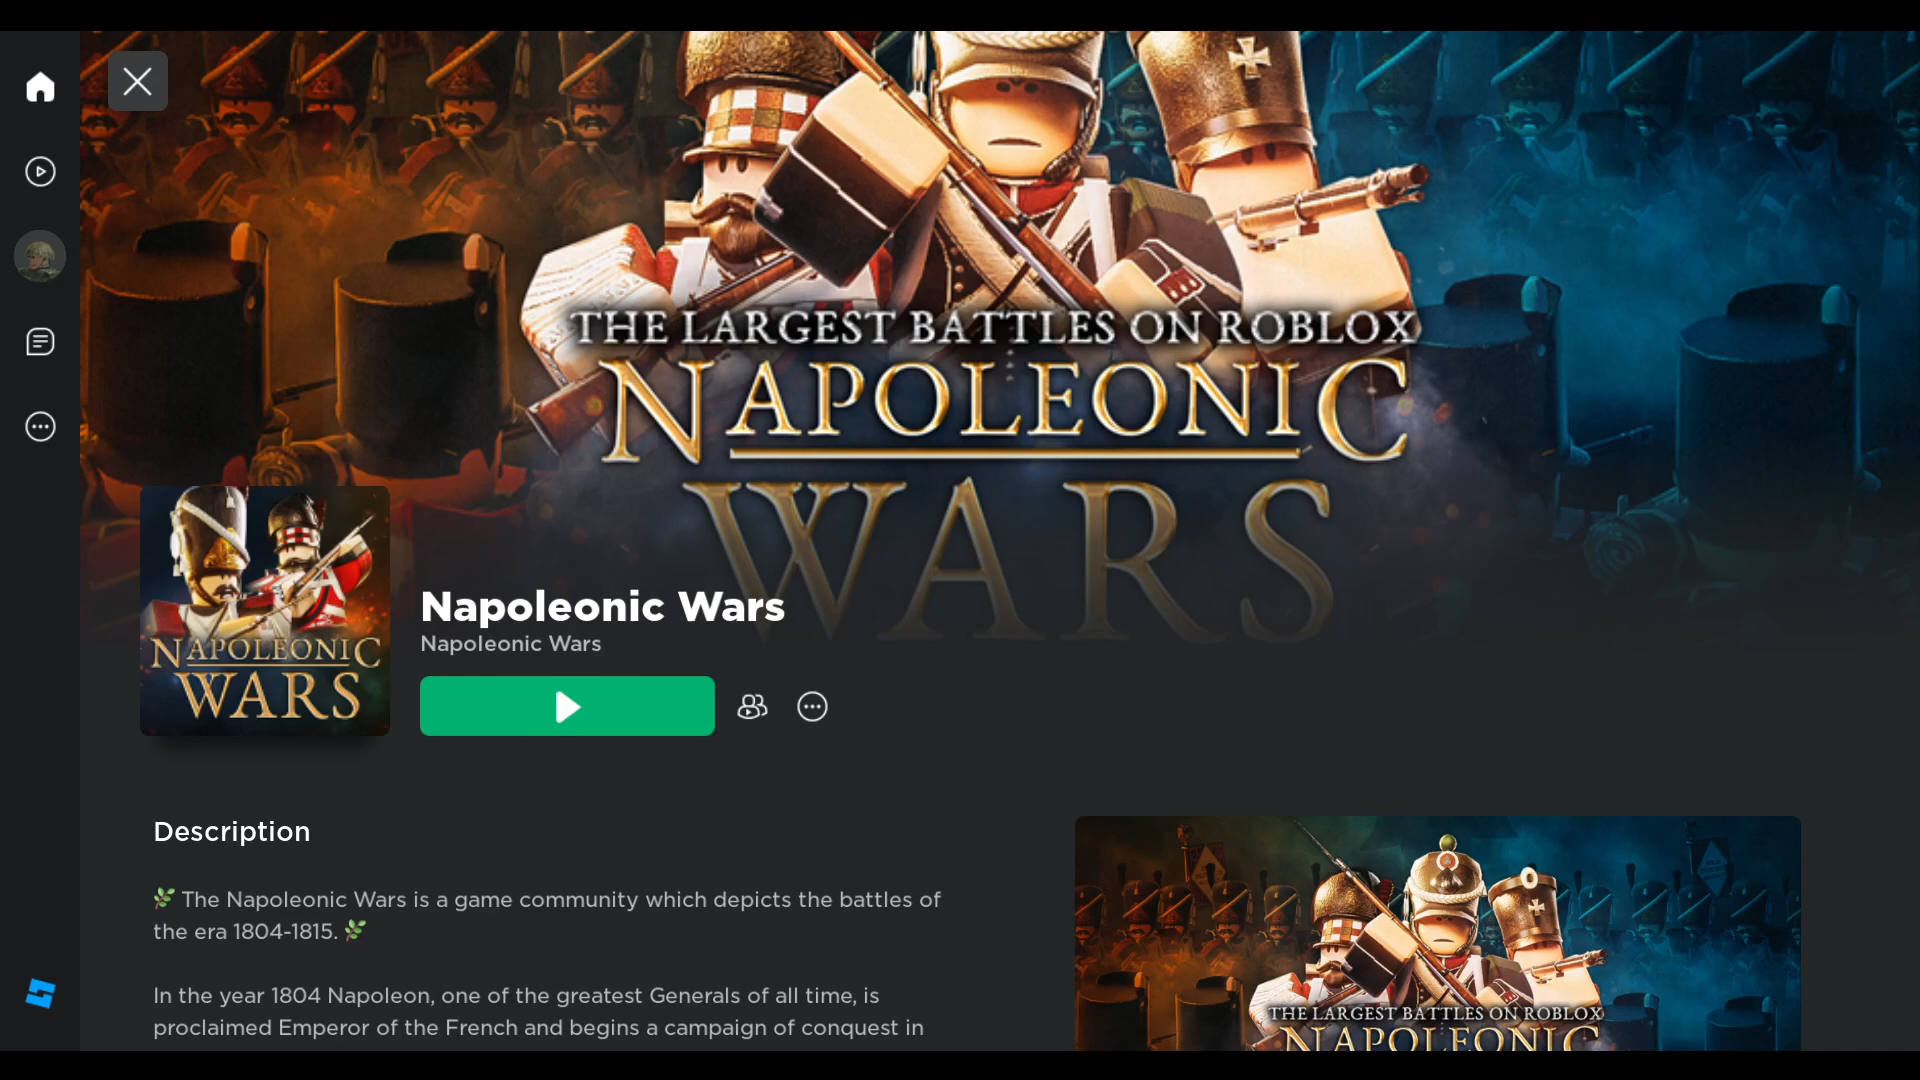 THE LARGEST BATTLES ON ROBLOX
NAPOLEONIC
WARS
NAPOLEONIC
WARS
Napoleonic Wars
Napoleonic Wars
Description
🌿 The Napoleonic Wars is a game community which depicts the battles of
the era 1804-1815. 🌿
In the year 1804 Napoleon, one of the greatest Generals of all time, is
proclaimed Emperor of the French and begins a campaign of conquest in
THE LARGEST BATTLES ON ROBLOX
NAPOLEONIC